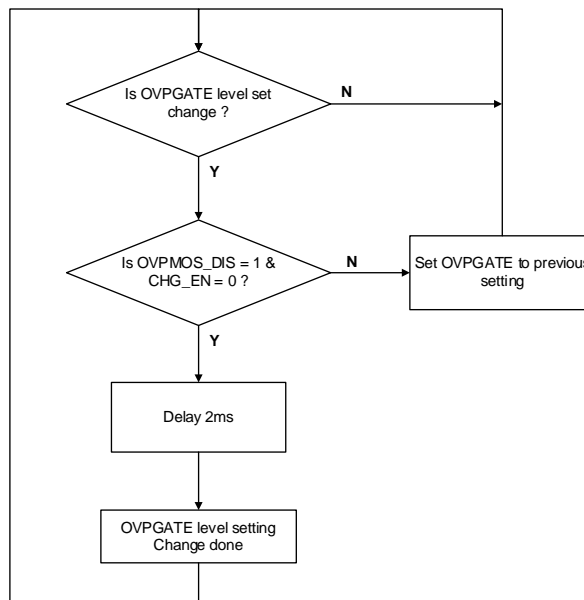 Is OVPGATE level set
change ?
N
Y
Is OVPMOS_DIS = 1 &
CHG_EN = 0 ?
N
Set OVPGATE to previous
setting
Y
Delay 2ms
OVPGATE level setting
Change done